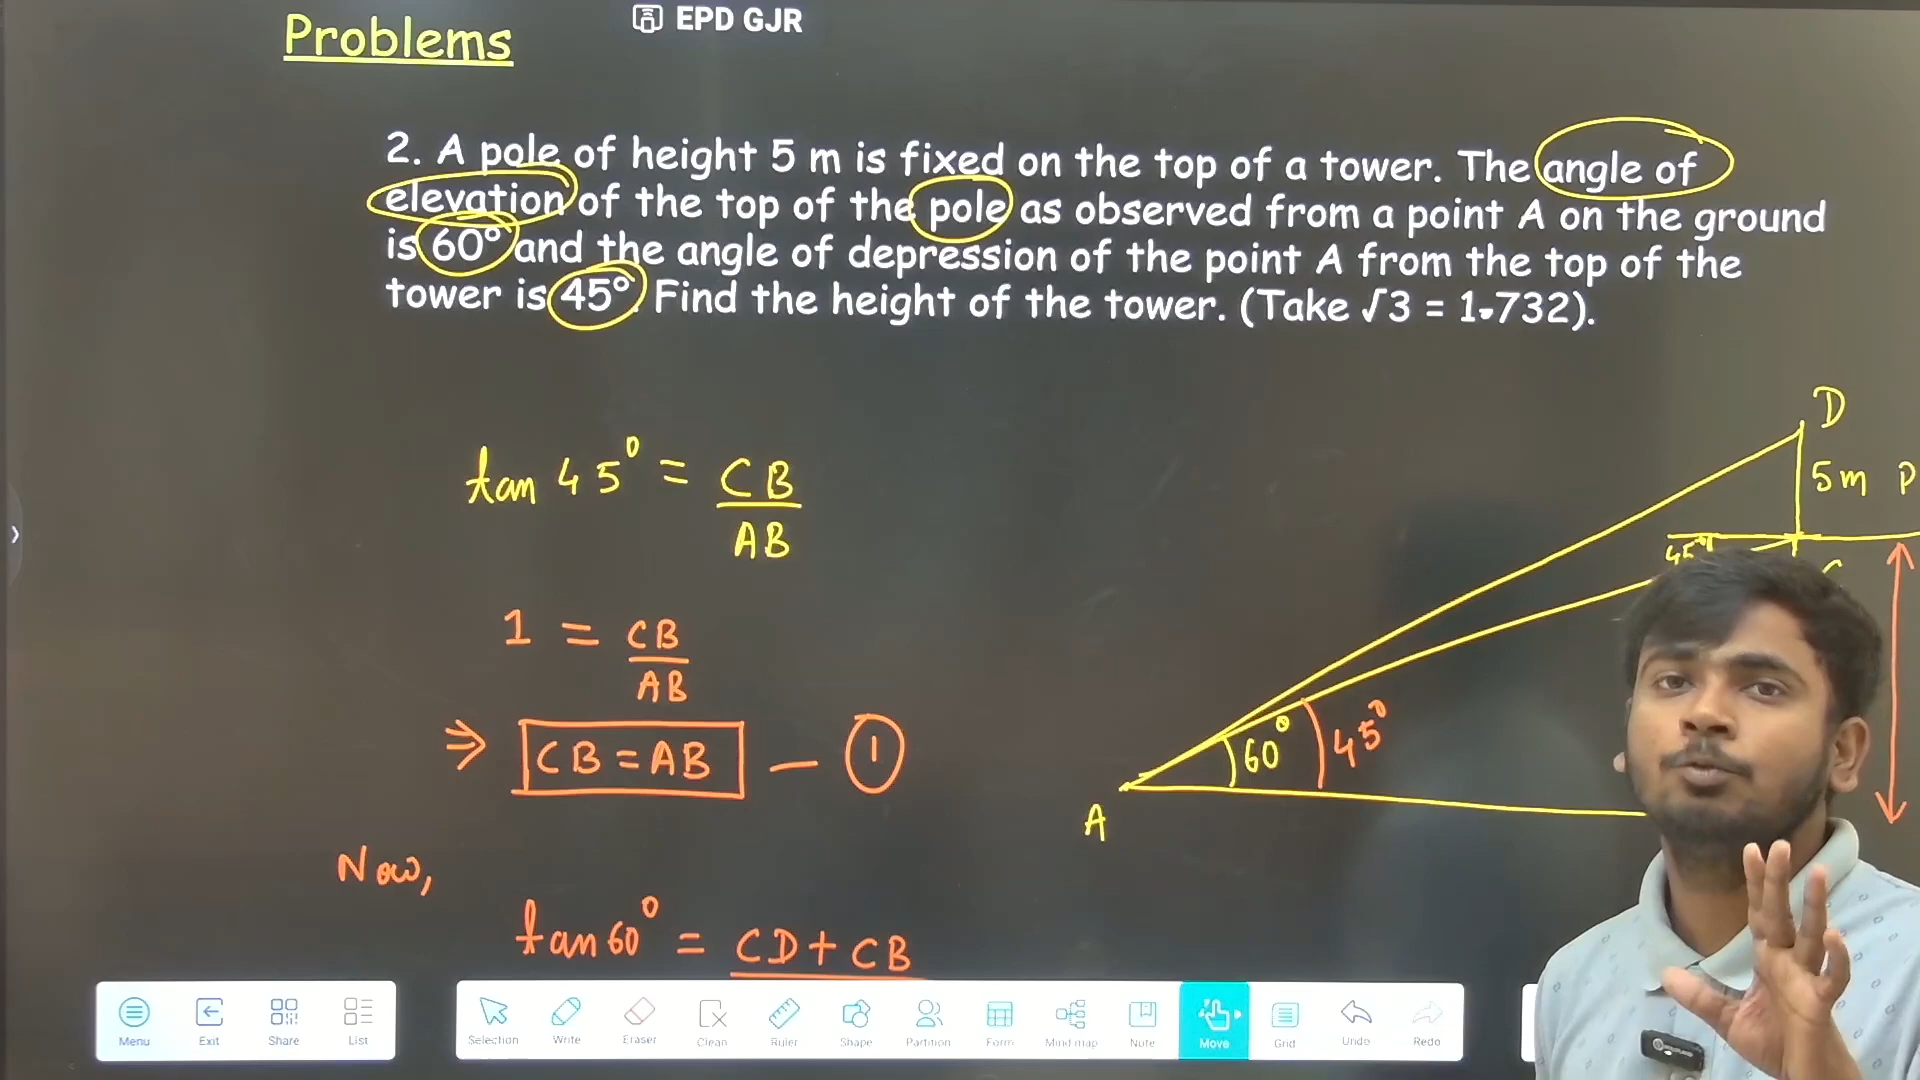 Problems
EPD GJR
2. A pole of height 5 m is fixed on the top of a tower. The angle of
elevation of the top of the pole as observed from a point A on the ground
is 60° and the angle of depression of the point A from the top of the
tower is 45°. Find the height of the tower. (Take √3 = 1.732).
tan 45° = CB
AB
1 = CB
AB
⇒ CB = AB — 1
Now,
tan 60° = CD + CB
D
5m P
45°
60° 45°
A
Menu Exit Share List
Selection Write Eraser Clean Ruler Shape Partition Form Mind map Note Move Grid Undo Redo